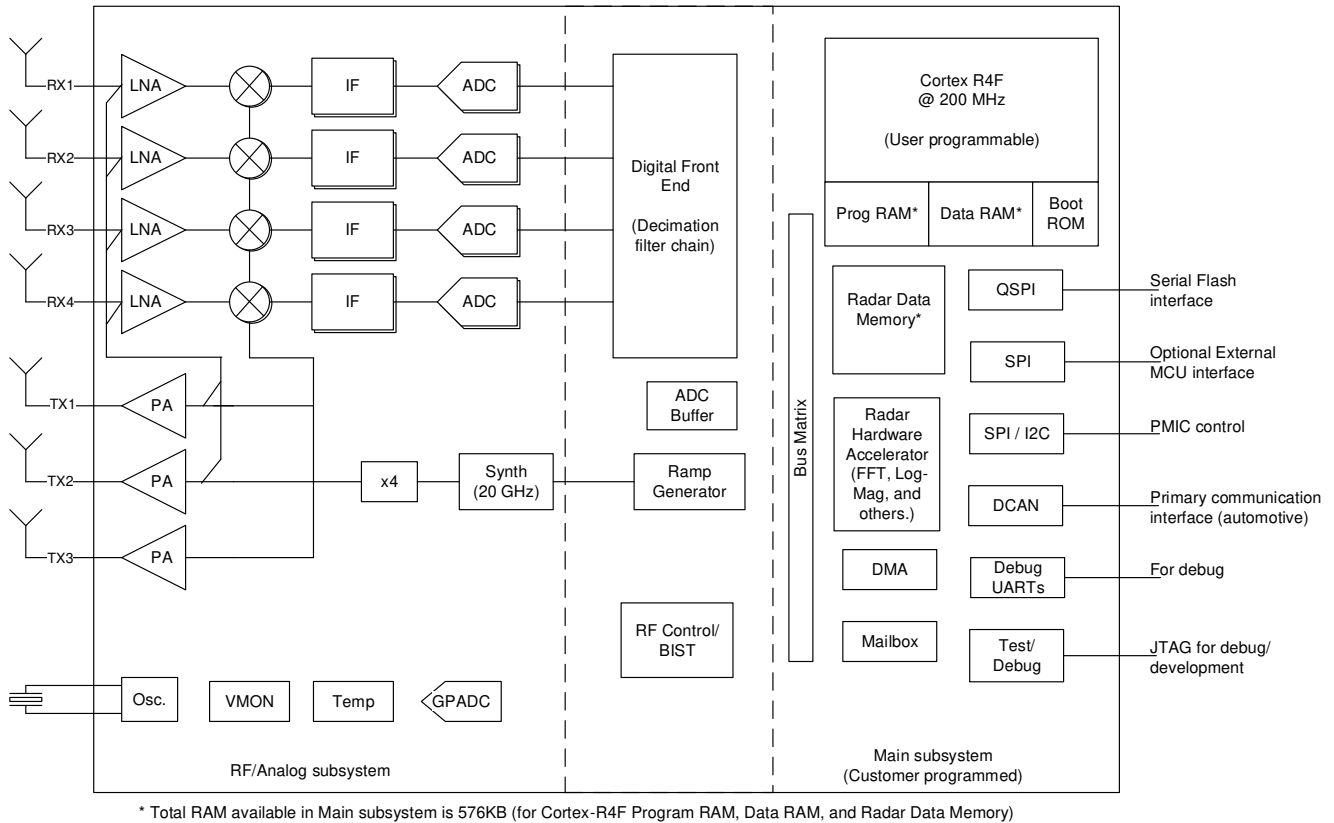 RX1
LNA
IF
ADC
RX2
LNA
IF
ADC
RX3
LNA
IF
ADC
RX4
LNA
IF
ADC
TX1
PA
TX2
PA
TX3
PA
x4
Synth
(20 GHz)
Osc.
VMON
Temp
GPADC
RF/Analog subsystem
Digital Front
End
(Decimation
filter chain)
ADC
Buffer
Ramp
Generator
RF Control/
BIST
Bus Matrix
Cortex R4F
@ 200 MHz
(User programmable)
Prog RAM*
Data RAM*
Boot
ROM
Radar Data
Memory*
Radar
Hardware
Accelerator
(FFT, Log-
Mag, and
others.)
DMA
Mailbox
QSPI
Serial Flash
interface
SPI
Optional External
MCU interface
SPI / I2C
PMIC control
DCAN
Primary communication
interface (automotive)
Debug
UARTs
For debug
Test/
Debug
JTAG for debug/
development
Main subsystem
(Customer programmed)
* Total RAM available in Main subsystem is 576KB (for Cortex-R4F Program RAM, Data RAM, and Radar Data Memory)